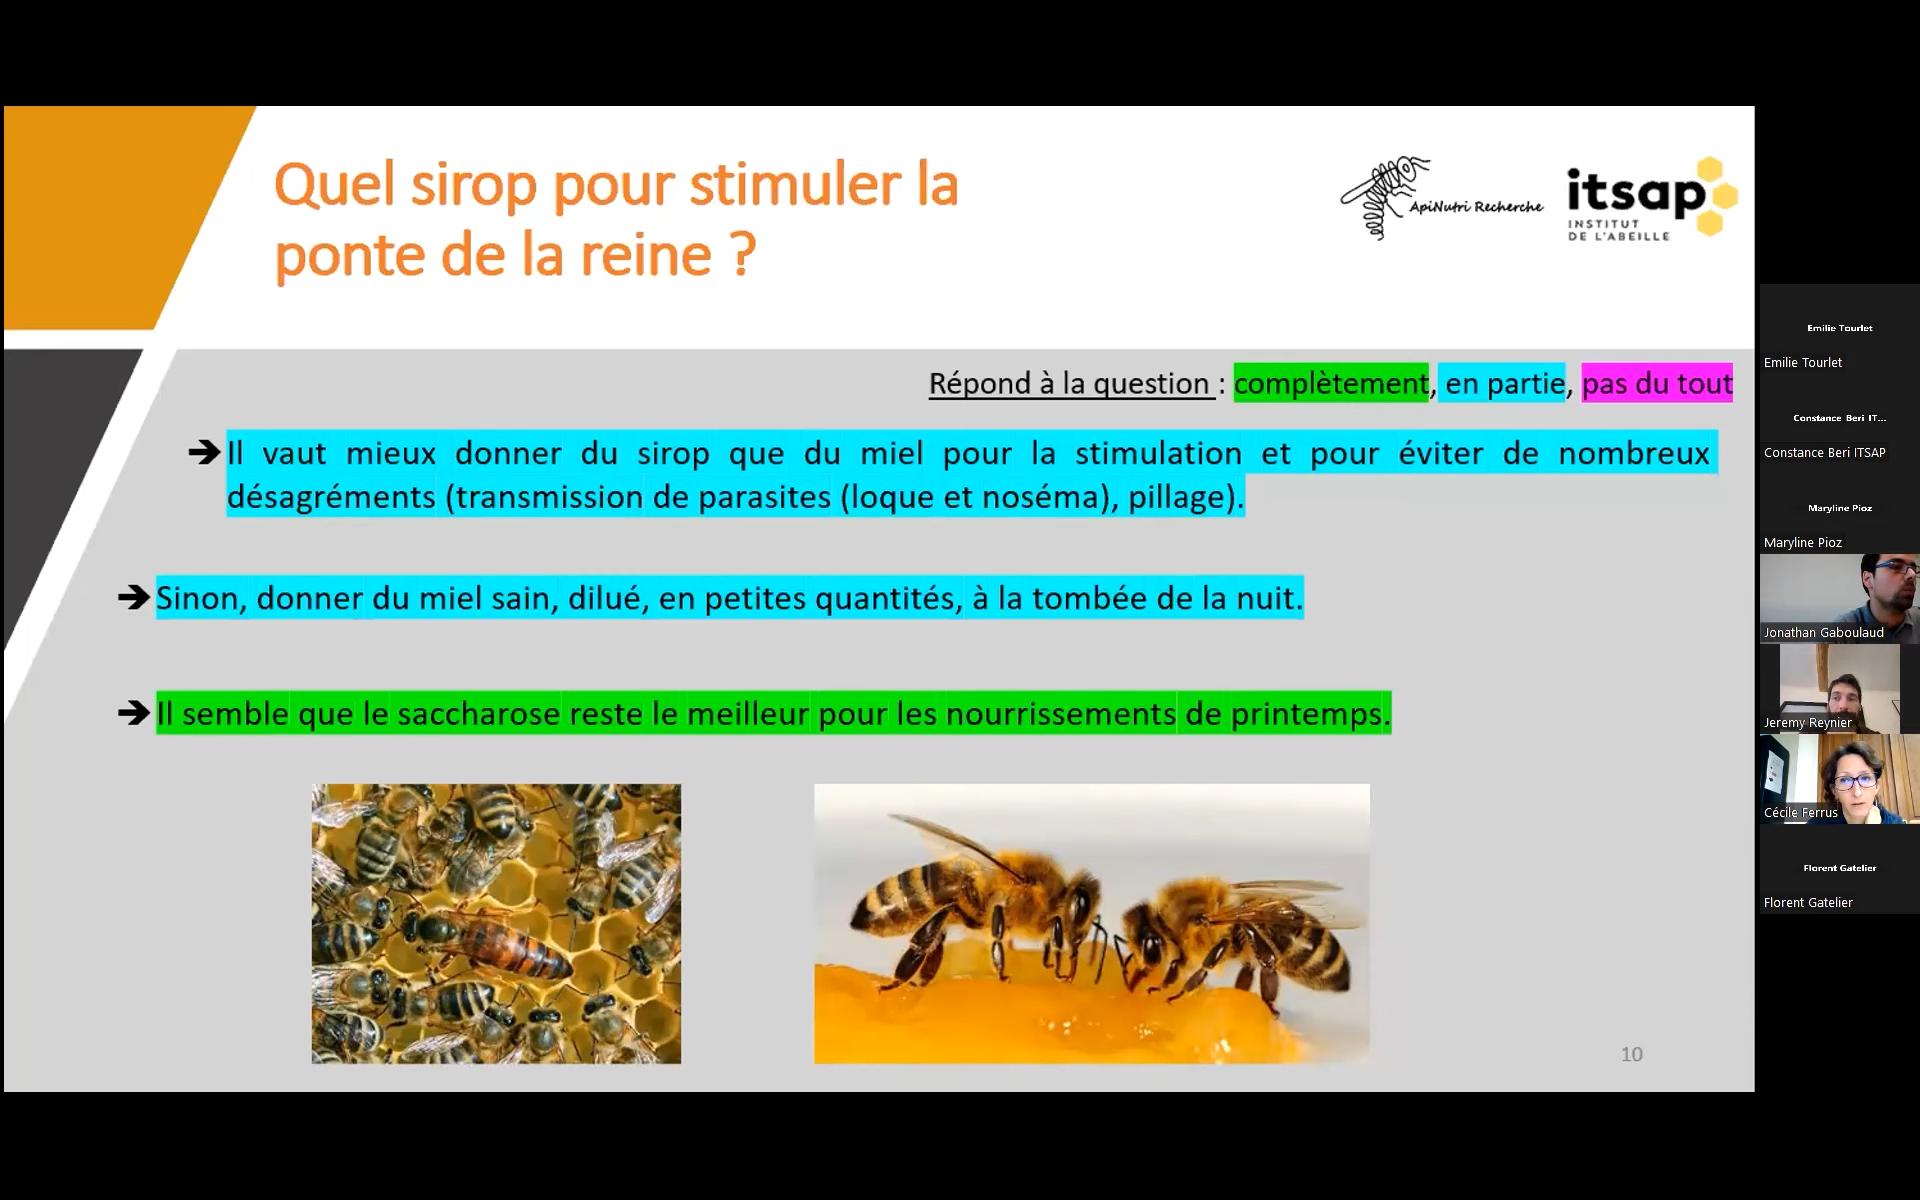 Quel sirop pour stimuler la
ponte de la reine ?
ApiNutri Recherche
itsap
INSTITUT
DE L'ABEILLE
Répond à la question : complètement, en partie, pas du tout
➔ Il vaut mieux donner du sirop que du miel pour la stimulation et pour éviter de nombreux
désagréments (transmission de parasites (loque et noséma), pillage).
➔ Sinon, donner du miel sain, dilué, en petites quantités, à la tombée de la nuit.
➔ Il semble que le saccharose reste le meilleur pour les nourrissements de printemps.
10
Emilie Tourlet
Emilie Tourlet
Constance Beri IT...
Constance Beri ITSAP
Maryline Pioz
Maryline Pioz
Jonathan Gaboulaud
Jeremy Reynier
Cécile Ferrus
Florent Gatelier
Florent Gatelier